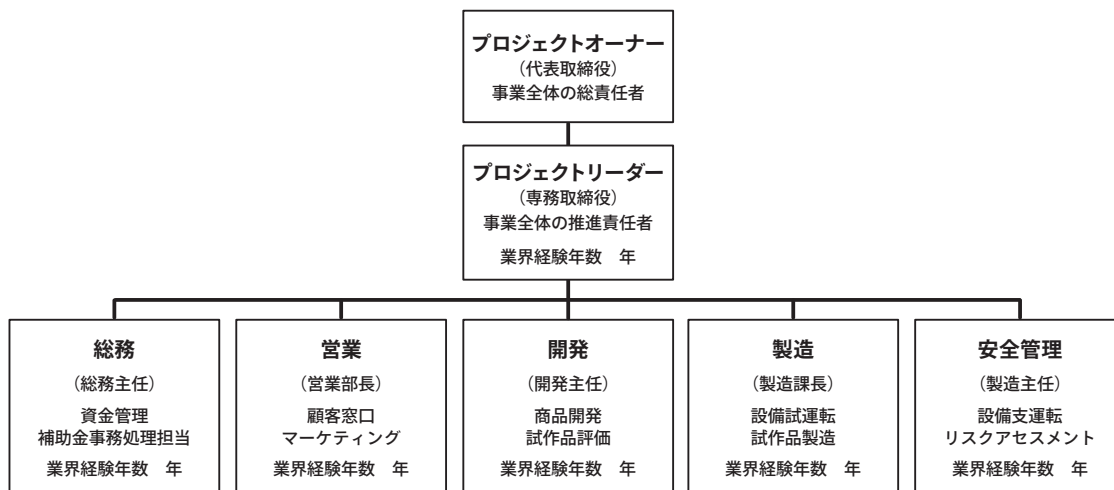 プロジェクトオーナー
（代表取締役）
事業全体の総責任者
プロジェクトリーダー
（専務取締役）
事業全体の推進責任者
業界経験年数　年
総務
（総務主任）
資金管理
補助金事務処理担当
業界経験年数　年
営業
（営業部長）
顧客窓口
マーケティング
業界経験年数　年
開発
（開発主任）
商品開発
試作品評価
業界経験年数　年
製造
（製造課長）
設備試運転
試作品製造
業界経験年数　年
安全管理
（製造主任）
設備支運転
リスクアセスメント
業界経験年数　年